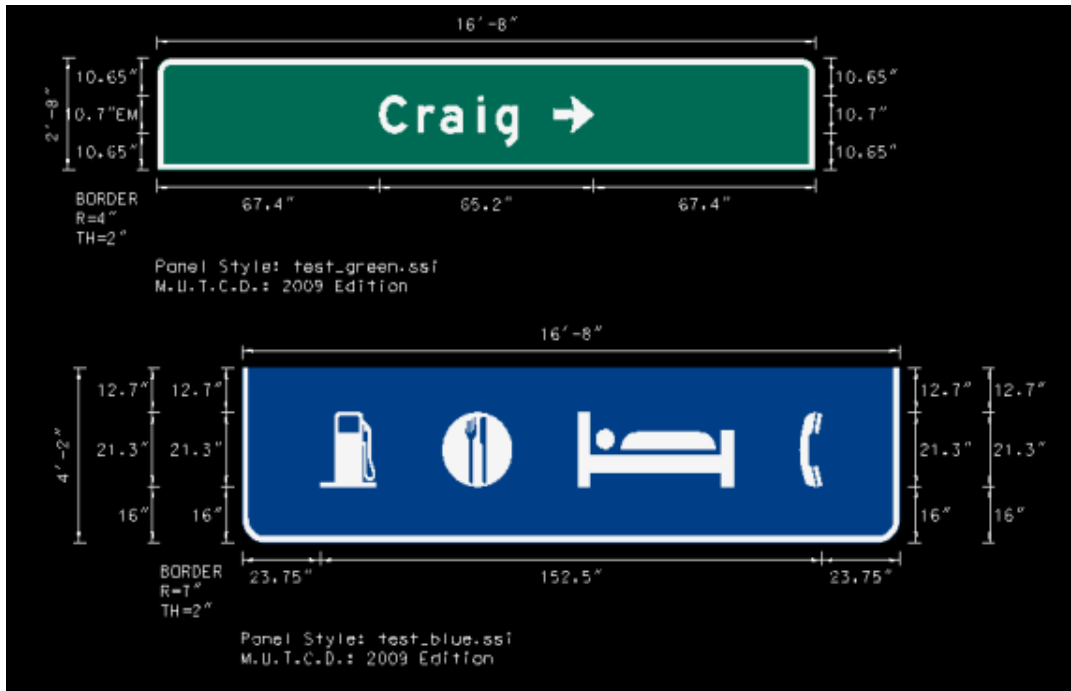 16'-8"
10.65" 10.65"
2'-8" 10.7"EM Craig 10.7"
10.65" 10.65"
67.4" 65.2" 67.4"
BORDER
R=4"
TH=2"
Panel Style: test_green.ssi
M.U.T.C.D.: 2009 Edition
16'-8"
12.7" 12.7" 12.7" 12.7"
4'-2" 21.3" 21.3" 21.3" 21.3"
16" 16" 16" 16"
23.75" 152.5" 23.75"
BORDER
TH=2"
Panel Style: test_blue.ssi
M.U.T.C.D.: 2009 Edition